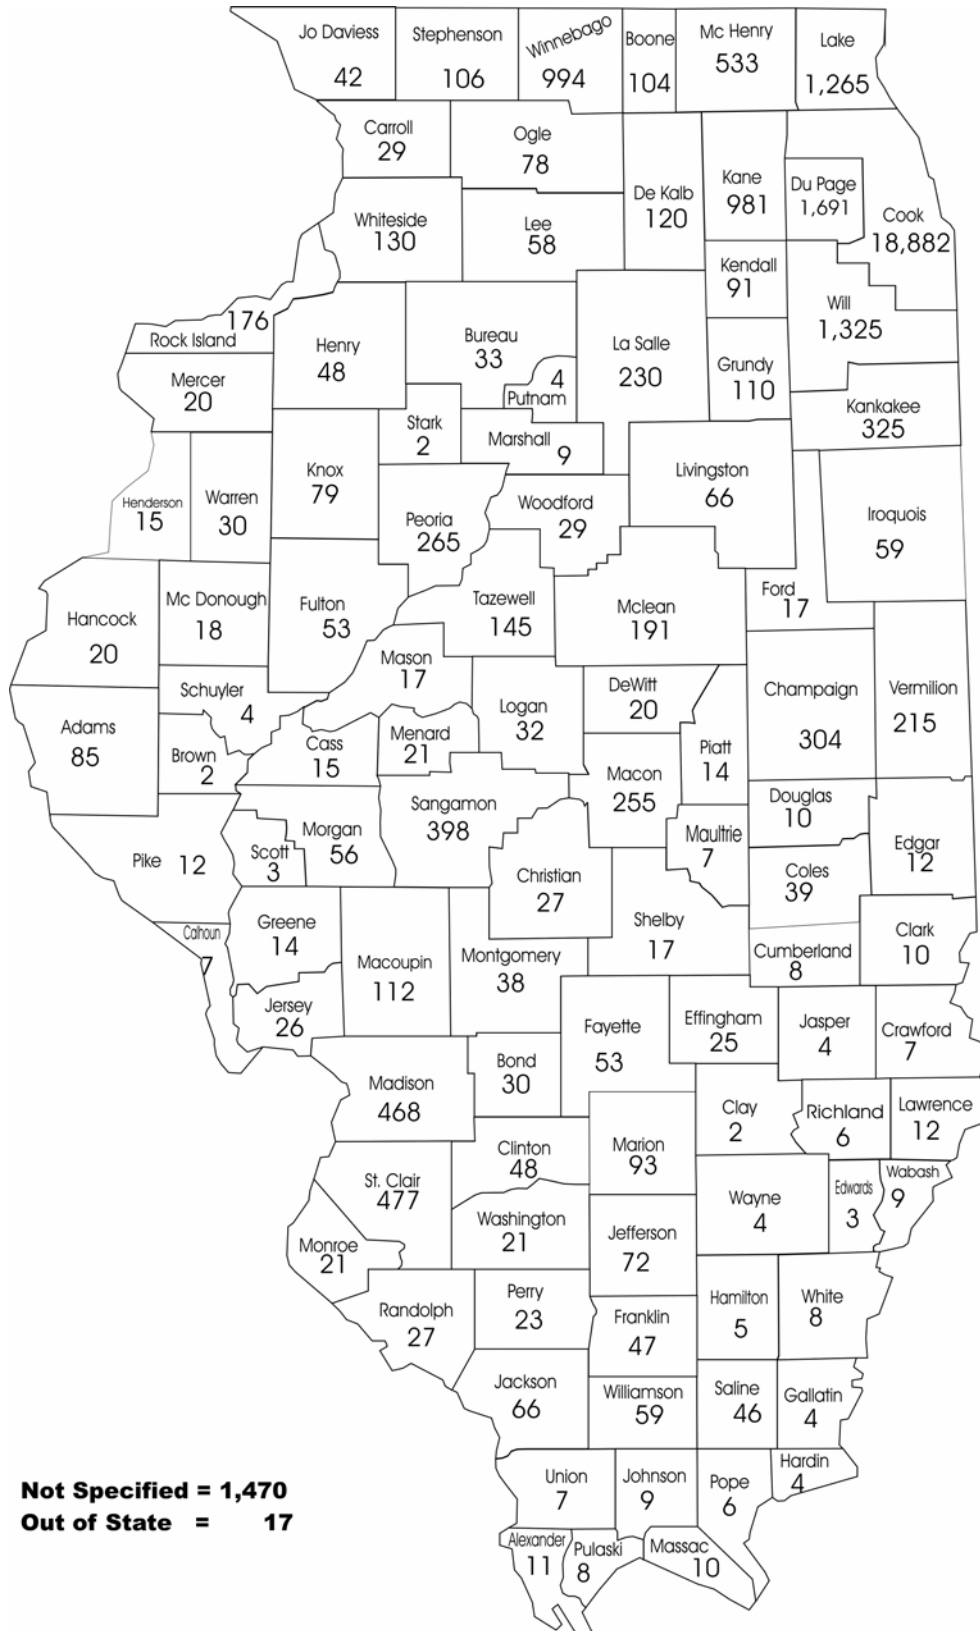 Jo Daviess
42
Stephenson
106
Winnebago
994
Boone
104
Mc Henry
533
Lake
1,265
Carroll
29
Ogle
78
De Kalb
120
Kane
981
Du Page
1,691
Cook
18,882
Whiteside
130
Lee
58
Kendall
91
Will
1,325
176
Rock Island
Henry
48
Bureau
33
4
Putnam
La Salle
230
Grundy
110
Kankakee
325
Mercer
20
Stark
2
Marshall 9
Knox
79
Henderson
15
Warren
30
Peoria
265
Woodford
29
Livingston
66
Iroquois
59
Hancock
20
Mc Donough
18
Fulton
53
Tazewell
145
Mclean
191
Ford
17
Mason
17
Schuyler
4
Logan
32
DeWitt
20
Champaign
304
Vermilion
215
Adams
85
Brown
2
Cass
15
Menard
21
Piatt
14
Macon
255
Sangamon
398
Douglas
10
Morgan
56
Scott
3
Pike 12
Maultrie
7
Edgar
12
Christian
27
Coles
39
Greene
14
Calhoun
7
Macoupin
112
Montgomery
38
Shelby
17
Cumberland
8
Clark
10
Jersey
26
Fayette
53
Effingham
25
Jasper
4
Crawford
7
Bond
30
Madison
468
Clay
2
Richland
6
Lawrence
12
Clinton
48
Marion
93
St. Clair
477
Wayne
4
Edwards
3
Wabash
9
Washington
21
Jefferson
72
Monroe
21
Randolph
27
Perry
23
Franklin
47
Hamilton
5
White
8
Jackson
66
Williamson
59
Saline
46
Gallatin
4
Hardin
4
Union
7
Johnson
9
Pope
6
Not Specified = 1,470
Out of State = 17
Alexander
11
Pulaski
8
Massac
10